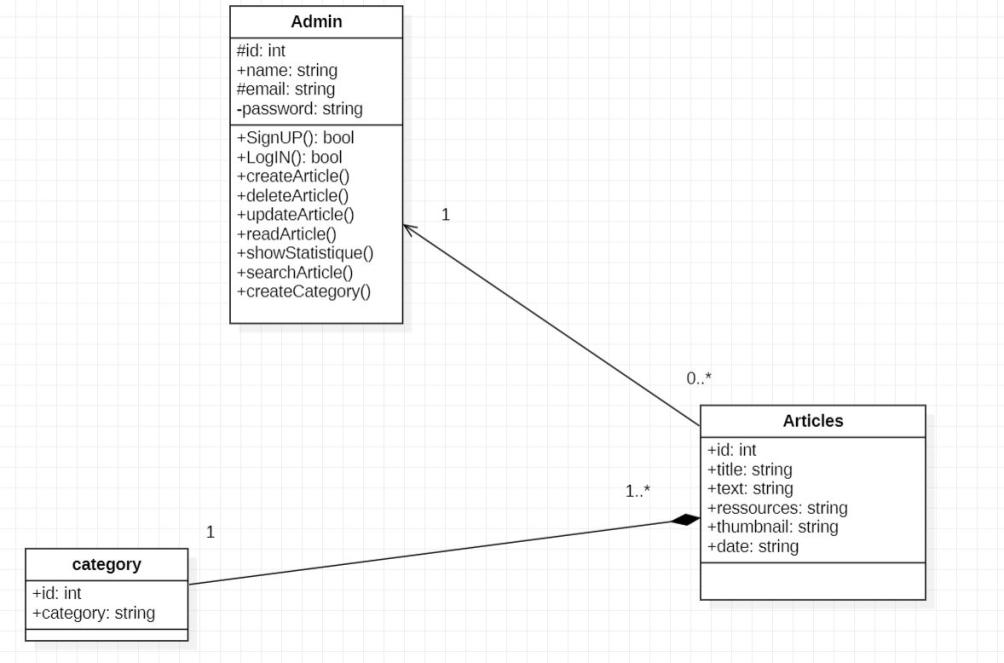 Admin
#id: int
+name: string
#email: string
-password: string
+SignUP(): bool
+LogIN(): bool
+createArticle()
+deleteArticle()
+updateArticle()
+readArticle()
+showStatistique()
+searchArticle()
+createCategory()
1
0..*
Articles
+id: int
+title: string
+text: string
+ressources: string
+thumbnail: string
+date: string
1..*
1
category
+id: int
+category: string